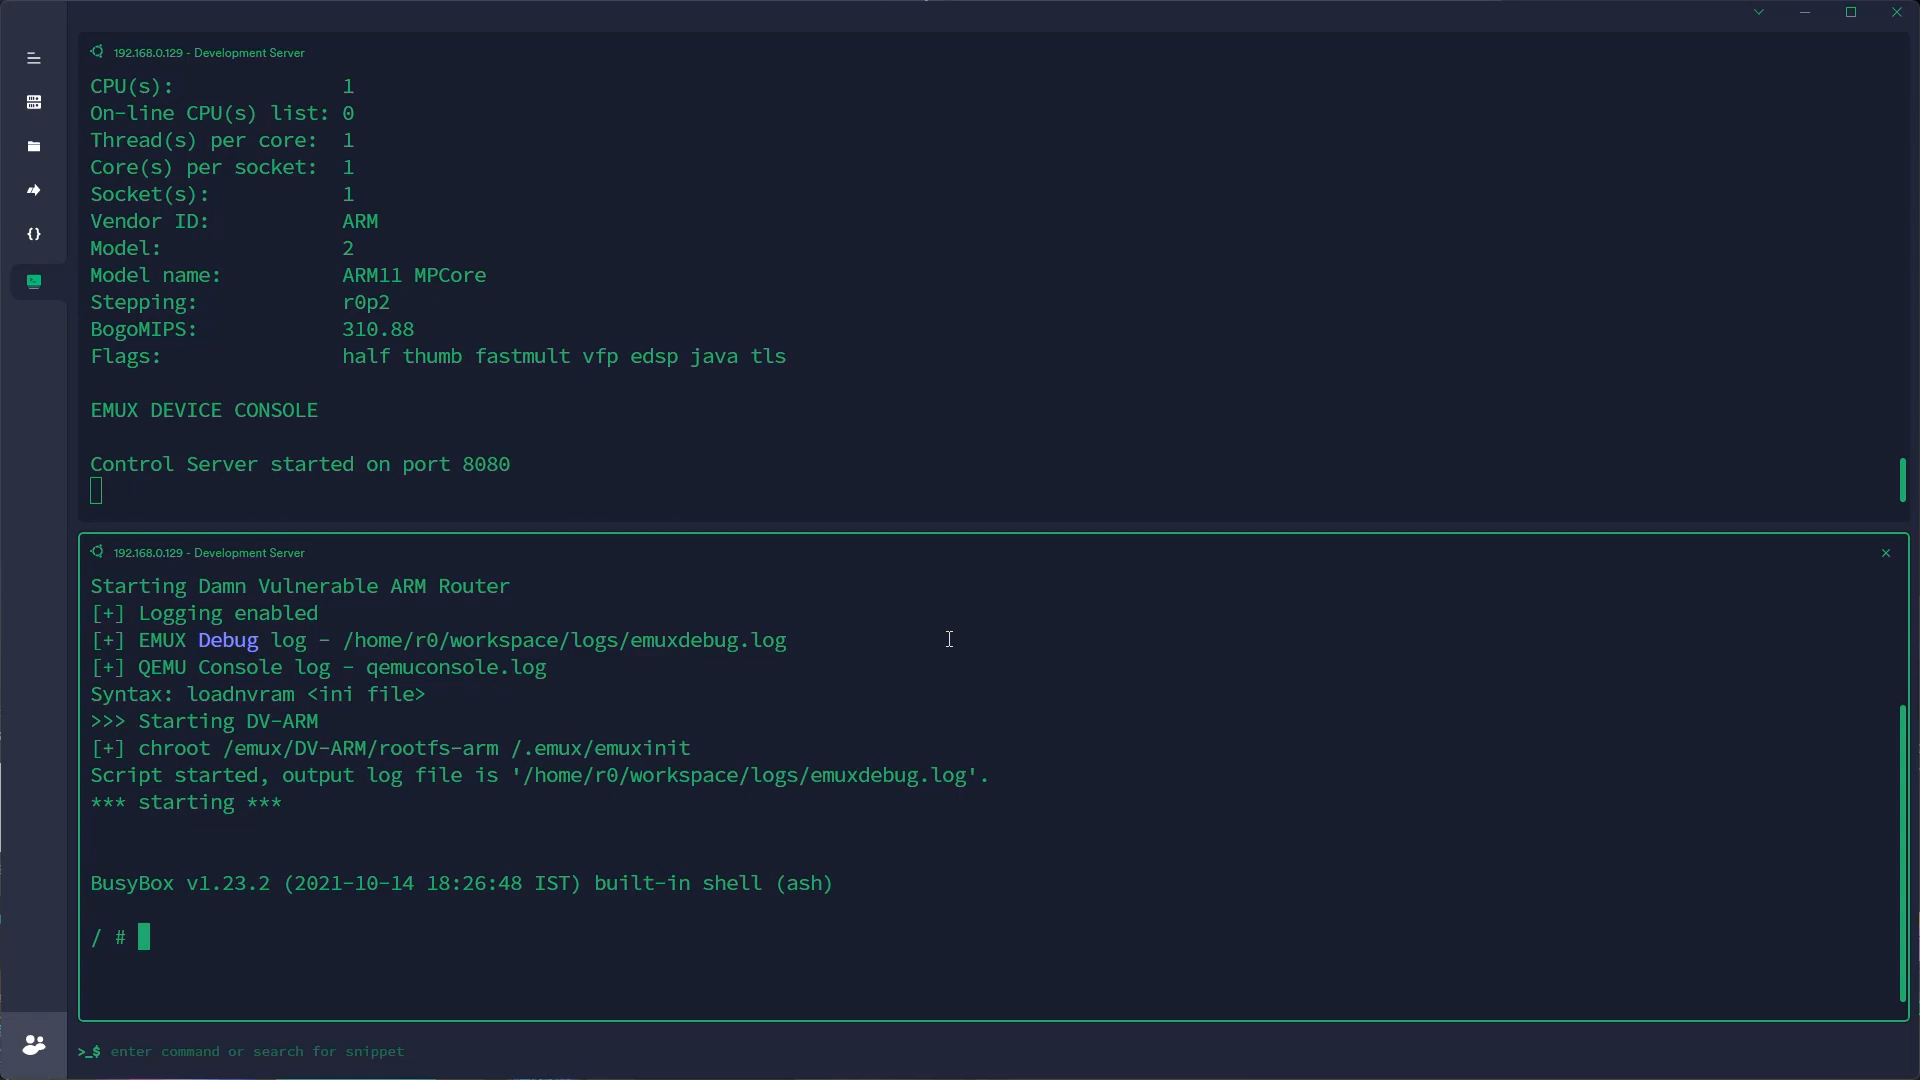 192.168.0.129 - Development Server
CPU(s): 1
On-line CPU(s) list: 0
Thread(s) per core: 1
Core(s) per socket: 1
Socket(s): 1
Vendor ID: ARM
Model: 2
Model name: ARM11 MPCore
Stepping: r0p2
BogoMIPS: 310.88
Flags: half thumb fastmult vfp edsp java tls
EMUX DEVICE CONSOLE
Control Server started on port 8080
192.168.0.129 - Development Server
Starting Damn Vulnerable ARM Router
[+] Logging enabled
[+] EMUX Debug log - /home/r0/workspace/logs/emuxdebug.log
[+] QEMU Console log - qemuconsole.log
Syntax: loadnvram <ini file>
>>> Starting DV-ARM
[+] chroot /emux/DV-ARM/rootfs-arm /.emux/emuxinit
Script started, output log file is '/home/r0/workspace/logs/emuxdebug.log'.
*** starting ***
BusyBox v1.23.2 (2021-10-14 18:26:48 IST) built-in shell (ash)
/ #
>_$ enter command or search for snippet